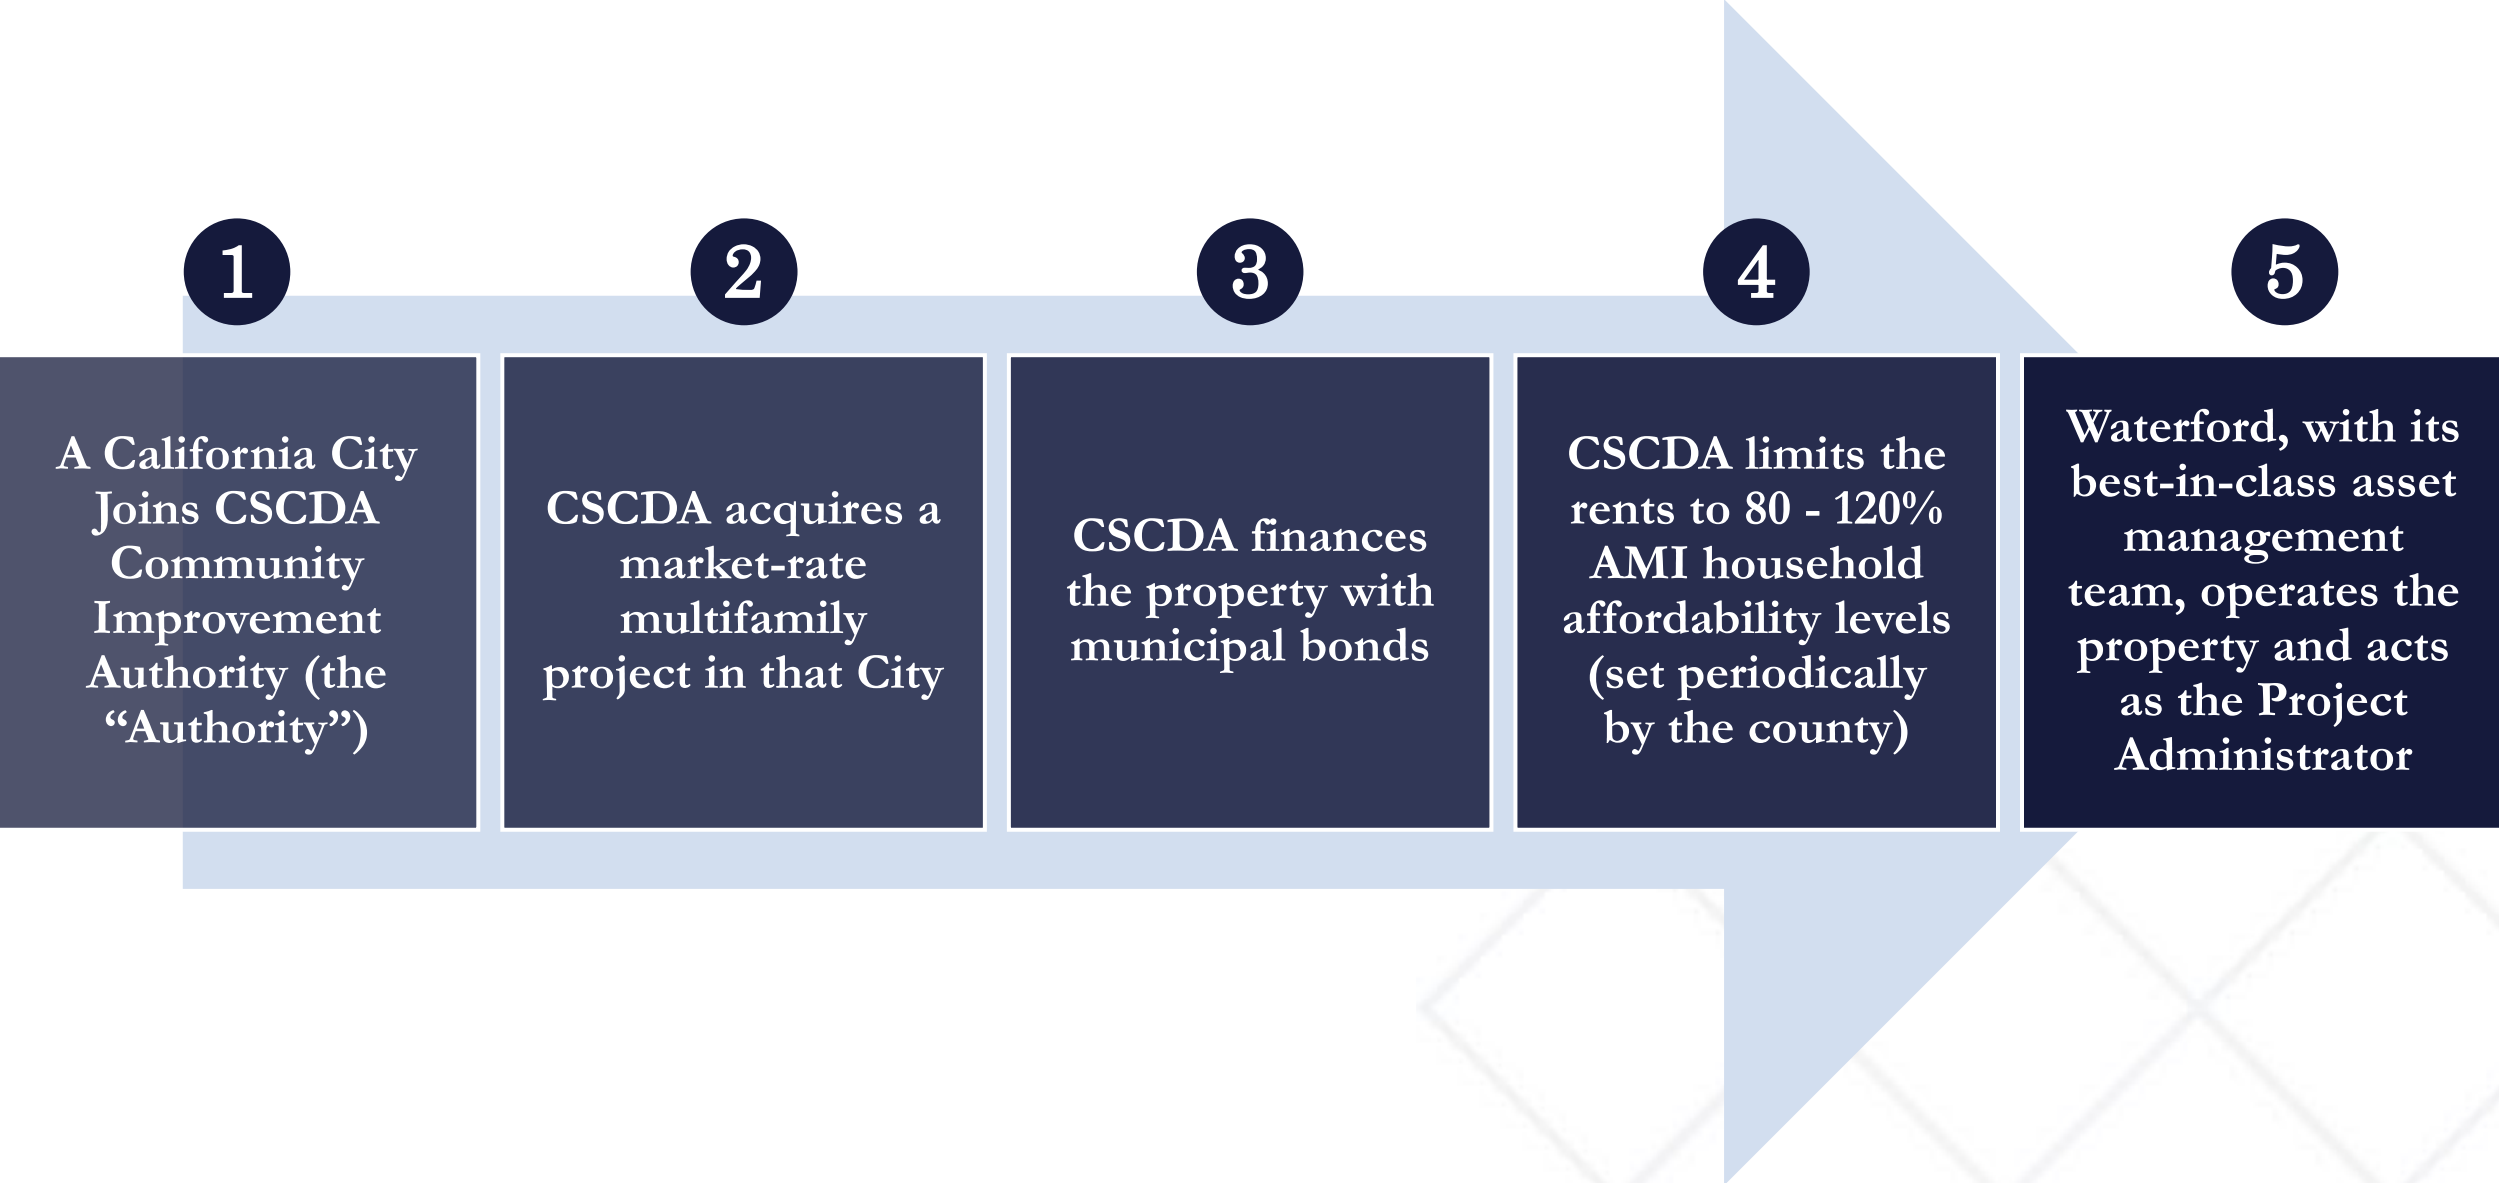 1
A California City
Joins CSCDA
Community
Improvement
Authority (the
“Authority”)
2
CSCDA acquires a
market-rate
multifamily
project in tha City
3
CSCDA finances
the property with
municipal bonds
4
CSCDA limits the
rents to 80 - 120%
AMI household
affordability levels
(set periodically
by the county)
5
Waterford, with its
best-in-class asset
management
team, operates the
property and acts
as the Project
Administrator